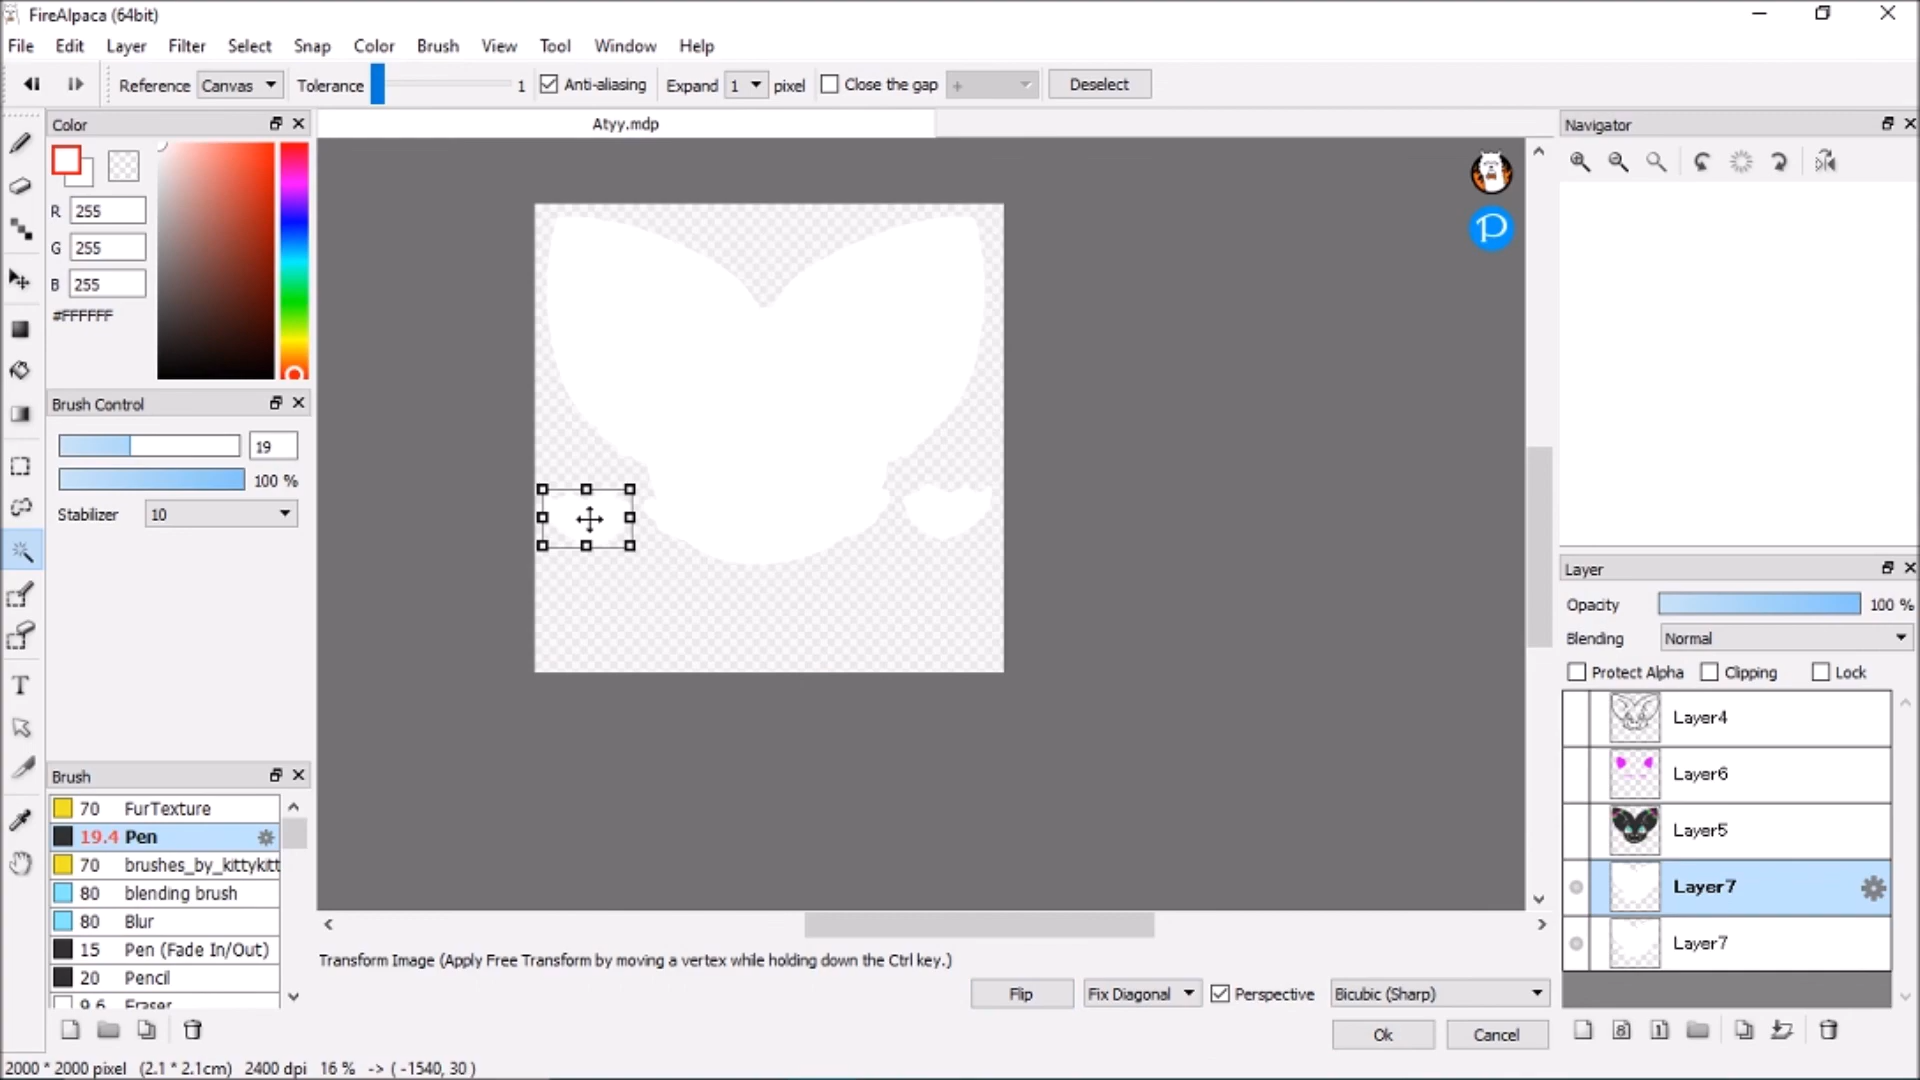 FireAlpaca (64bit)
File Edit Layer Filter Select Snap Color Brush View Tool Window Help
Reference Canvas Tolerance 1 Anti-aliasing Expand 1 pixel Close the gap + Deselect
Color
Atyy.mdp
Navigator
R 255
G 255
B 255
#FFFFFF
P
Brush Control
19
100 %
Stabilizer 10
Brush
70 FurTexture
19.4 Pen
70 brushes_by_kittykitt
80 blending brush
80 Blur
15 Pen (Fade In/Out)
20 Pencil
9.6 Eraser
Layer
Opacity 100 %
Blending Normal
Protect Alpha Clipping Lock
Layer4
Layer6
Layer5
Layer7
Layer7
Transform Image (Apply Free Transform by moving a vertex while holding down the Ctrl key.)
Flip Fix Diagonal Perspective Bicubic (Sharp)
Ok Cancel
8 1
T
2000 * 2000 pixel (2.1 * 2.1cm) 2400 dpi 16 % -> ( -1540, 30 )